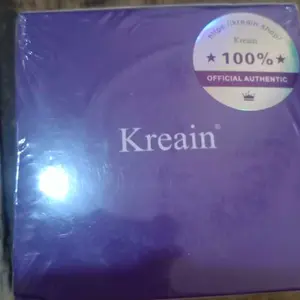 Kreain
★ 100% ★
OFFICIAL AUTHENTIC
Kreain®